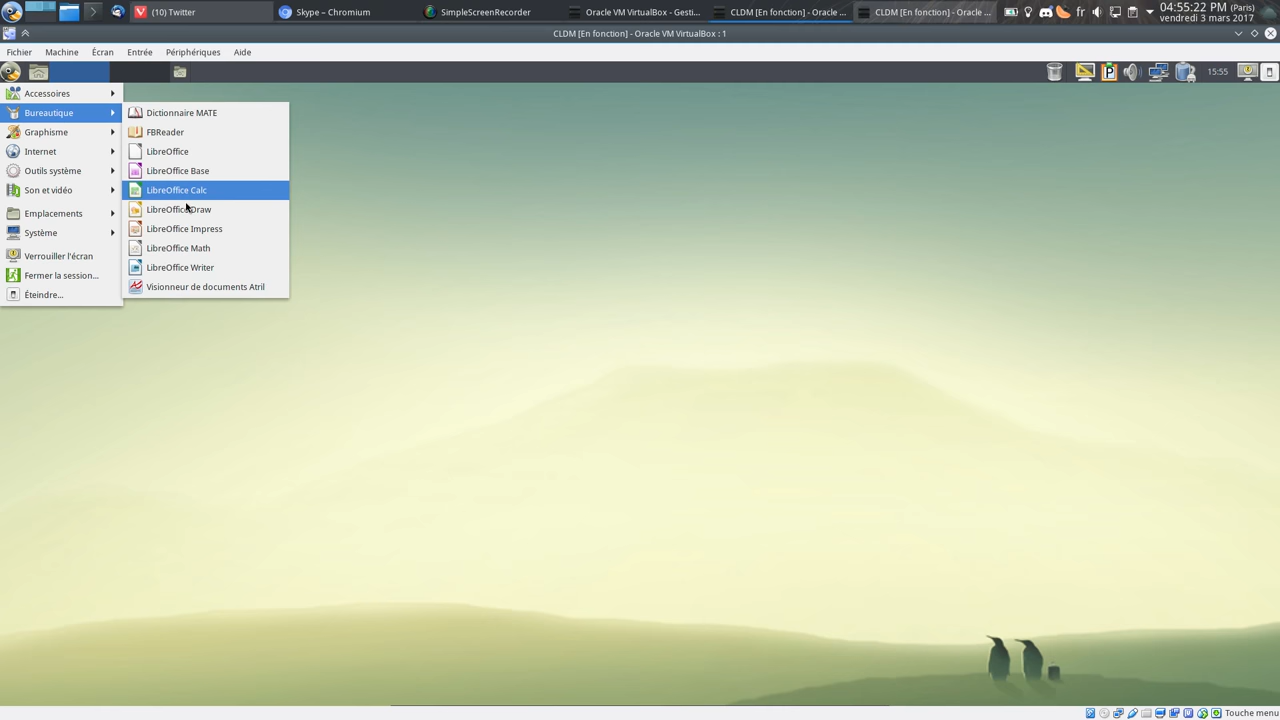 (10) Twitter
Skype – Chromium
SimpleScreenRecorder
Oracle VM VirtualBox - Gesti...
CLDM [En fonction] - Oracle ...
CLDM [En fonction] - Oracle ...
fr
04:55:22 PM (Paris)
vendredi 3 mars 2017
CLDM [En fonction] - Oracle VM VirtualBox : 1
Fichier Machine Écran Entrée Périphériques Aide
15:55
Accessoires
Bureautique
Graphisme
Internet
Outils système
Son et vidéo
Emplacements
Système
Verrouiller l'écran
Fermer la session...
Éteindre...
Dictionnaire MATE
FBReader
LibreOffice
LibreOffice Base
LibreOffice Calc
LibreOffice Draw
LibreOffice Impress
LibreOffice Math
LibreOffice Writer
Visionneur de documents Atril
Touche menu